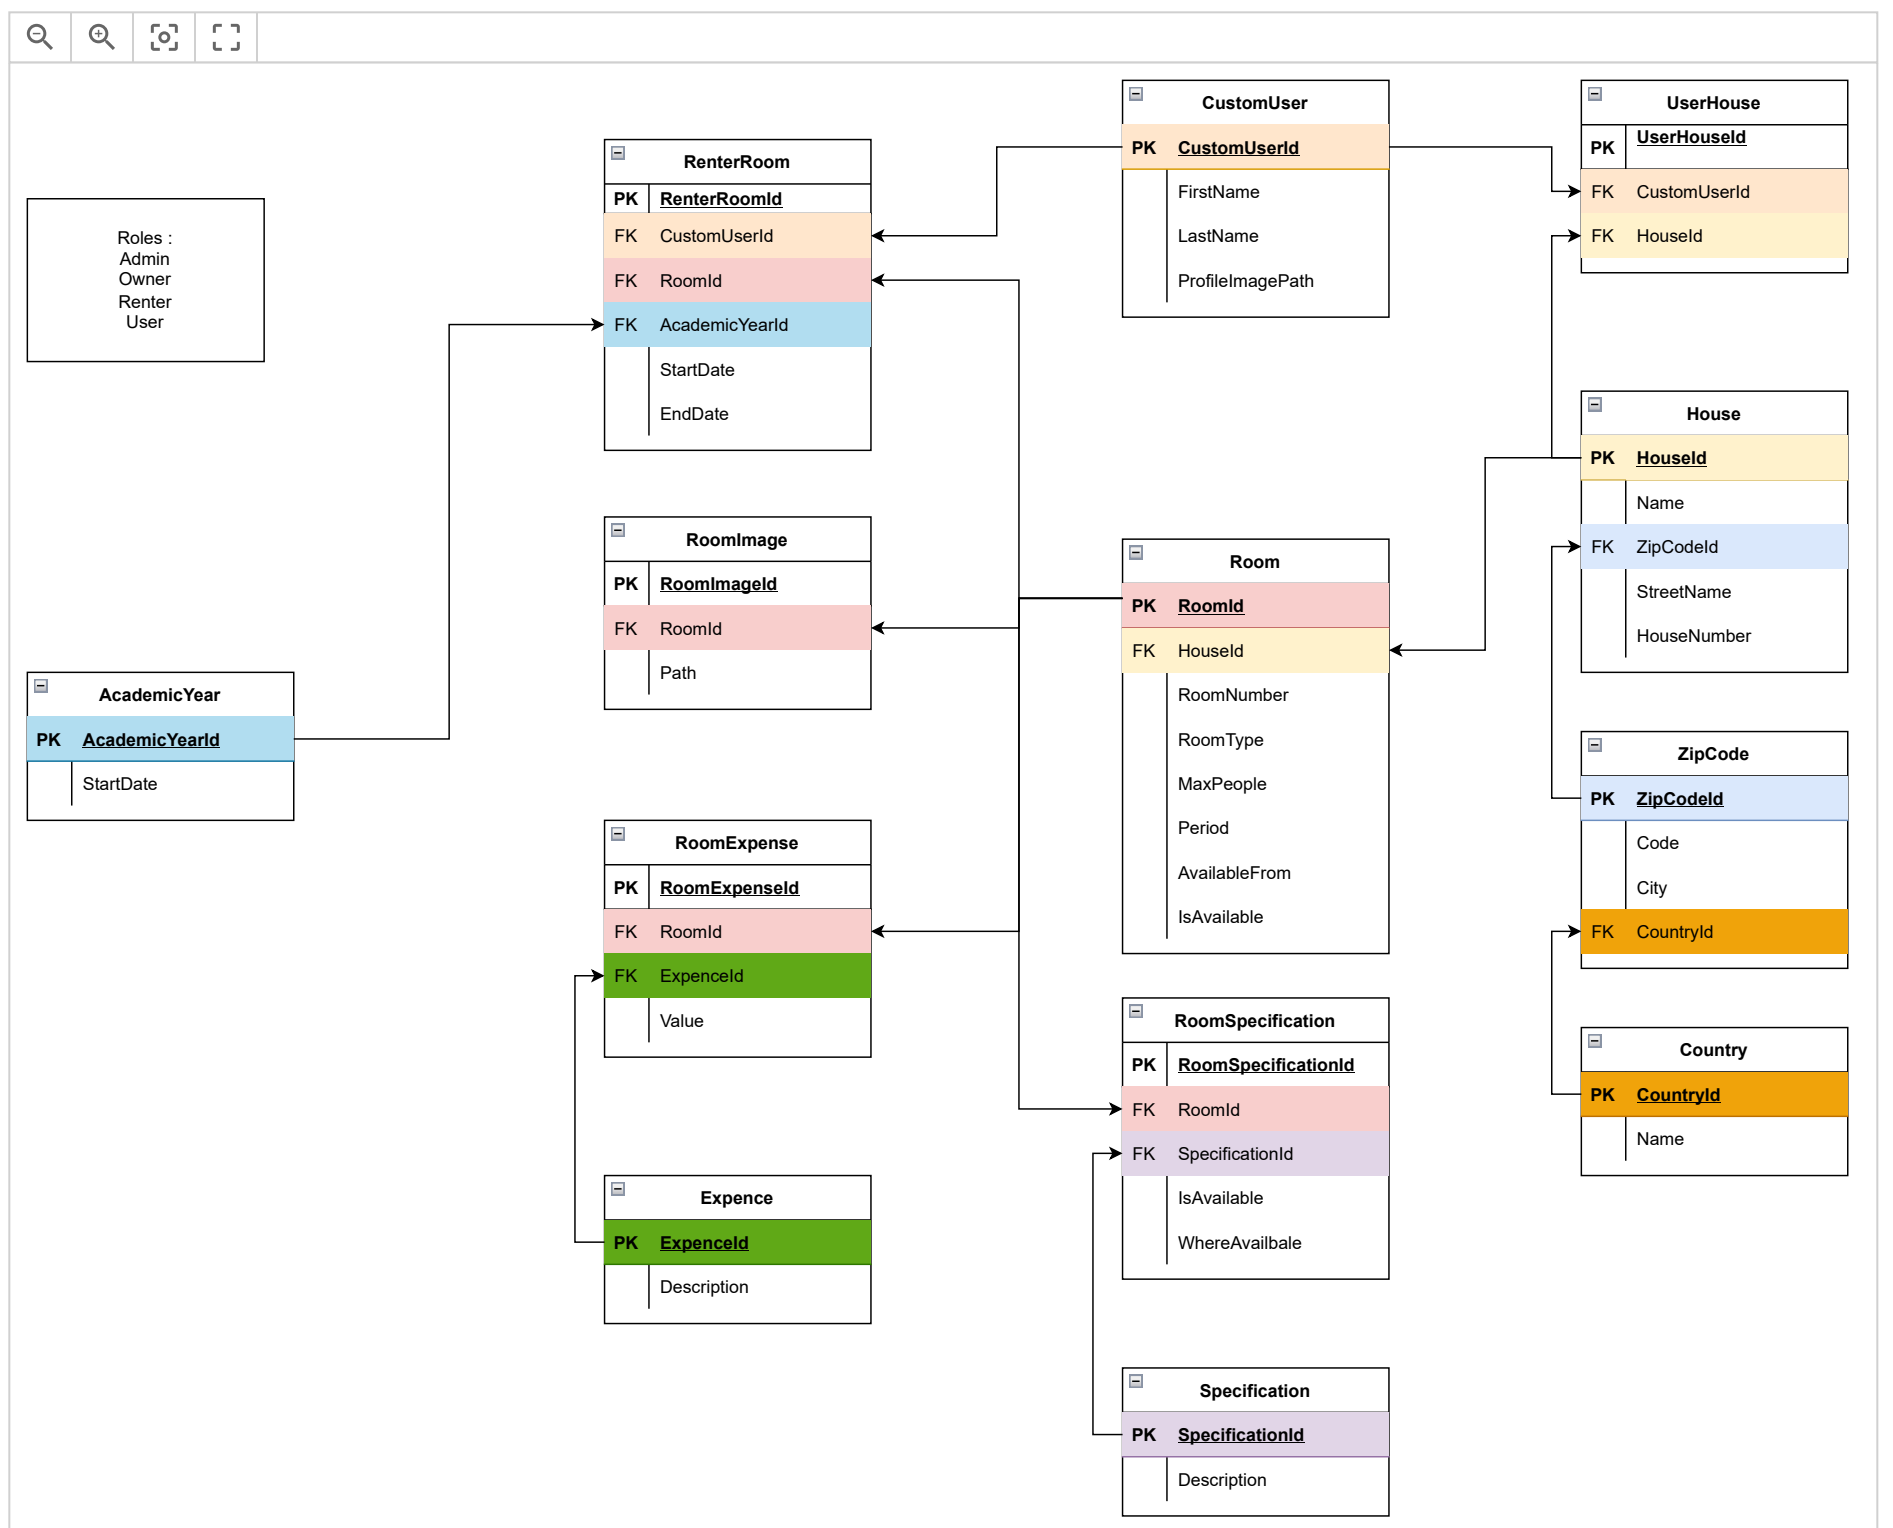 Roles :
Admin
Owner
Renter
User
AcademicYear
PK AcademicYearId
StartDate
RenterRoom
PK RenterRoomId
FK CustomUserId
FK RoomId
FK AcademicYearId
StartDate
EndDate
RoomImage
PK RoomImageId
FK RoomId
Path
RoomExpense
PK RoomExpenseId
FK RoomId
FK ExpenceId
Value
Expence
PK ExpenceId
Description
CustomUser
PK CustomUserId
FirstName
LastName
ProfileImagePath
Room
PK RoomId
FK HouseId
RoomNumber
RoomType
MaxPeople
Period
AvailableFrom
IsAvailable
RoomSpecification
PK RoomSpecificationId
FK RoomId
FK SpecificationId
IsAvailable
WhereAvailbale
Specification
PK SpecificationId
Description
UserHouse
PK UserHouseId
FK CustomUserId
FK HouseId
House
PK HouseId
Name
FK ZipCodeId
StreetName
HouseNumber
ZipCode
PK ZipCodeId
Code
City
FK CountryId
Country
PK CountryId
Name